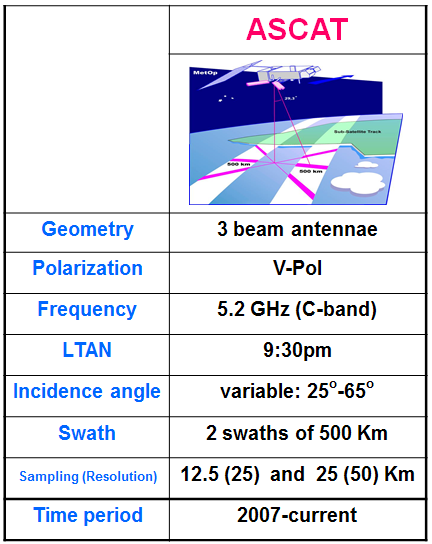 ASCAT
MetOp
25.2°
Sub-Satellite Track
500 km
500 km
Geometry 3 beam antennae
Polarization V-Pol
Frequency 5.2 GHz (C-band)
LTAN 9:30pm
Incidence angle variable: 25°-65°
Swath 2 swaths of 500 Km
Sampling (Resolution) 12.5 (25) and 25 (50) Km
Time period 2007-current